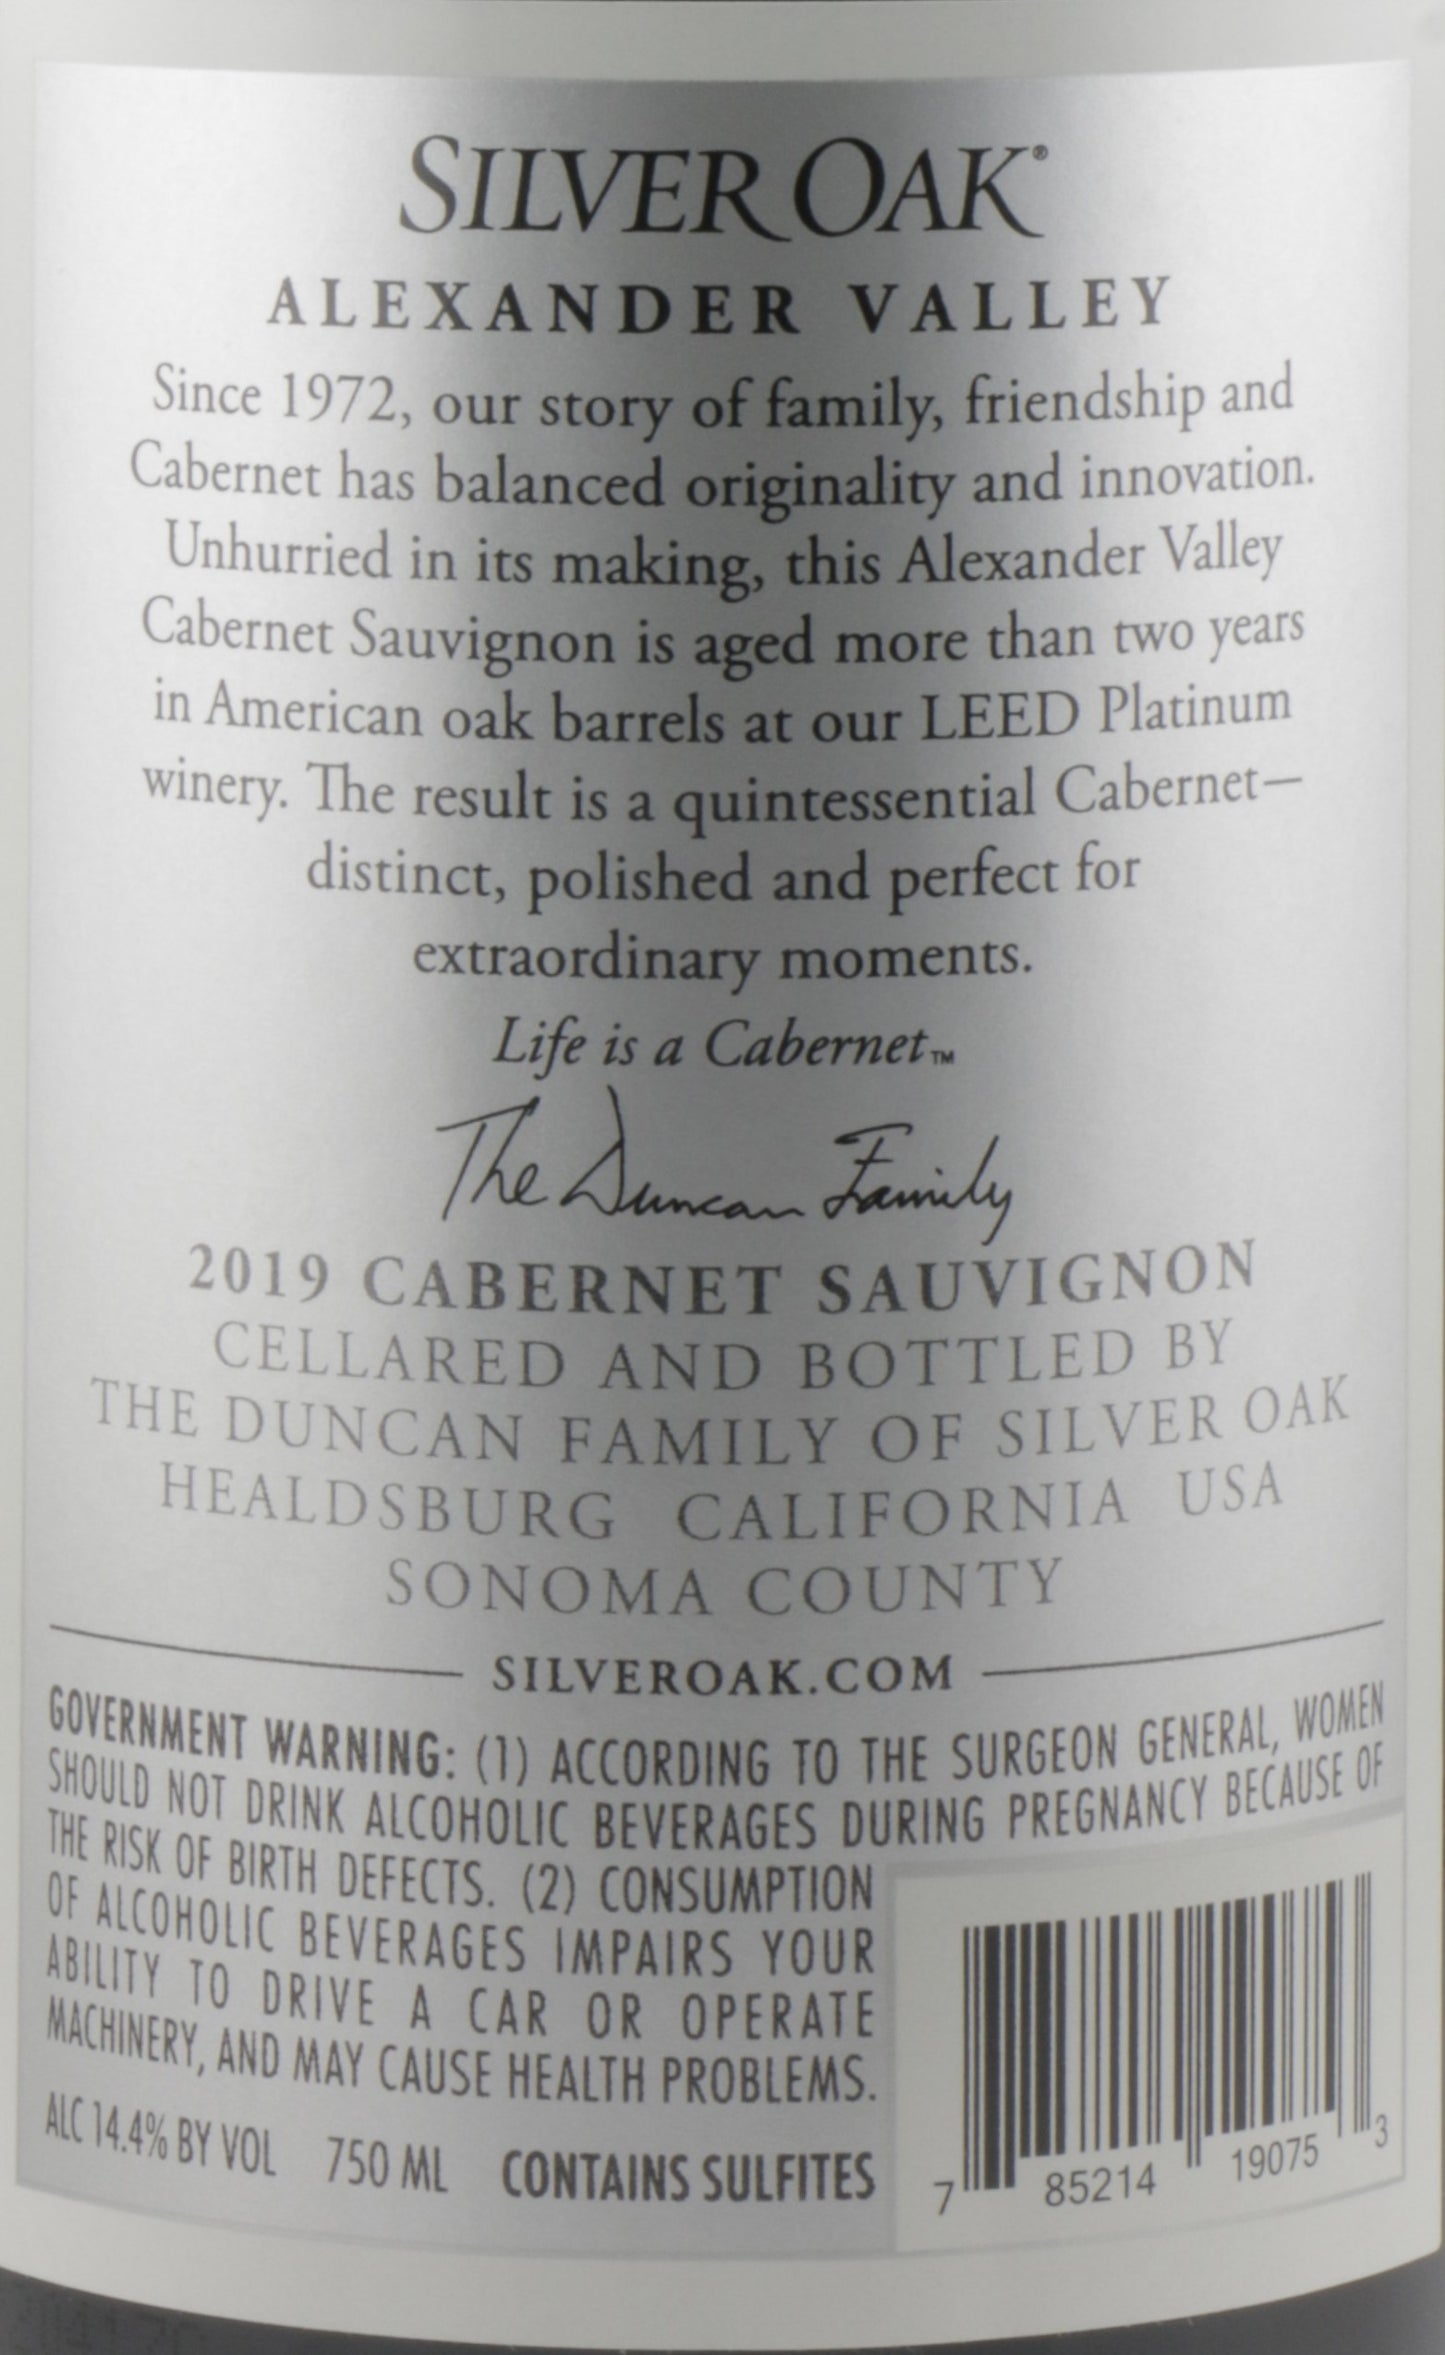 SILVER OAK®
ALEXANDER VALLEY
Since 1972, our story of family, friendship and
Cabernet has balanced originality and innovation.
Unhurried in its making, this Alexander Valley
Cabernet Sauvignon is aged more than two years
in American oak barrels at our LEED Platinum
winery. The result is a quintessential Cabernet—
distinct, polished and perfect for
extraordinary moments.
Life is a Cabernet™
The Duncan Family
2019 CABERNET SAUVIGNON
CELLARED AND BOTTLED BY
THE DUNCAN FAMILY OF SILVER OAK
HEALDSBURG CALIFORNIA USA
SONOMA COUNTY
SILVEROAK.COM
GOVERNMENT WARNING: (1) ACCORDING TO THE SURGEON GENERAL, WOMEN
SHOULD NOT DRINK ALCOHOLIC BEVERAGES DURING PREGNANCY BECAUSE OF
THE RISK OF BIRTH DEFECTS. (2) CONSUMPTION
OF ALCOHOLIC BEVERAGES IMPAIRS YOUR
ABILITY TO DRIVE A CAR OR OPERATE
MACHINERY, AND MAY CAUSE HEALTH PROBLEMS.
ALC 14.4% BY VOL 750 ML CONTAINS SULFITES
7 85214 19075 3